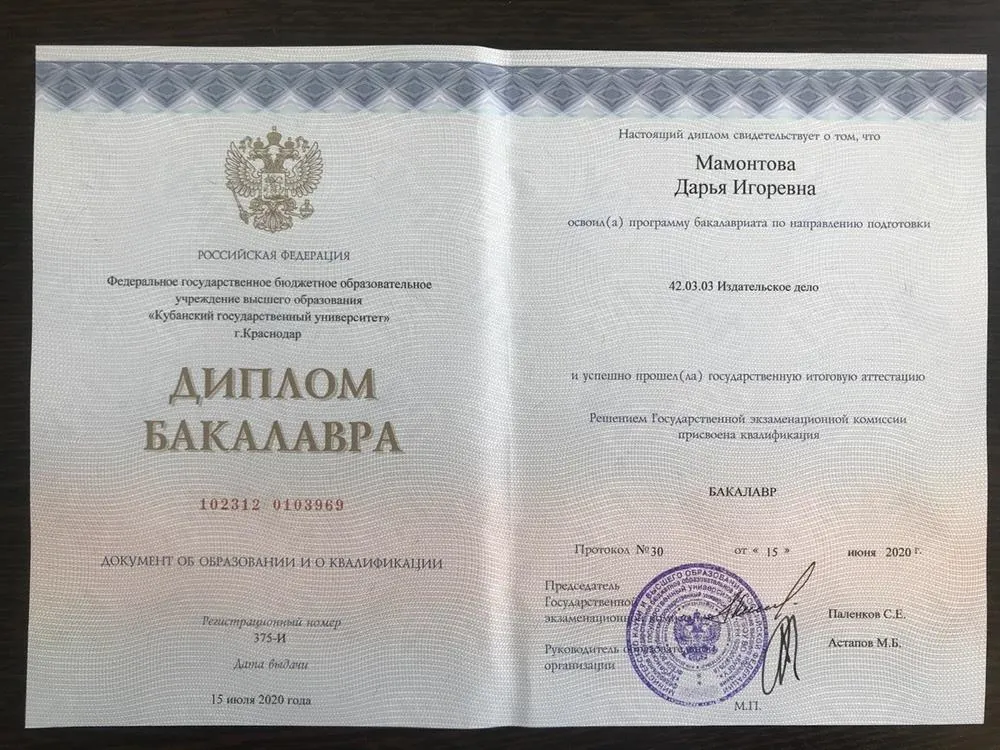 РОССИЙСКАЯ ФЕДЕРАЦИЯ
Федеральное государственное бюджетное образовательное
учреждение высшего образования
«Кубанский государственный университет»
г.Краснодар
ДИПЛОМ
БАКАЛАВРА
102312 0103969
ДОКУМЕНТ ОБ ОБРАЗОВАНИИ И О КВАЛИФИКАЦИИ
Регистрационный номер
375-И
Дата выдачи
15 июля 2020 года
Настоящий диплом свидетельствует о том, что
Мамонтова
Дарья Игоревна
освоил(а) программу бакалавриата по направлению подготовки
42.03.03 Издательское дело
и успешно прошел(ла) государственную итоговую аттестацию
Решением Государственной экзаменационной комиссии
присвоена квалификация
БАКАЛАВР
Протокол №30 от « 15 » июня 2020 г.
Председатель
Государственной
экзаменационной комиссии
Паленков С.Е.
Руководитель образовательной
организации
Астапов М.Б.
М.П.